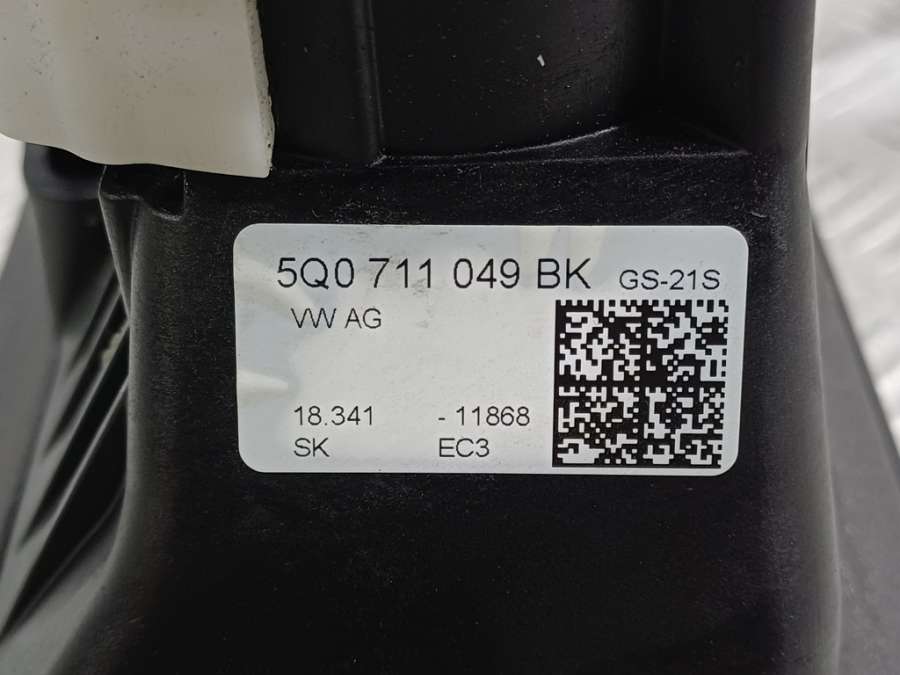 5Q0 711 049 BK GS-21S
VW AG
18.341 - 11868
SK EC3